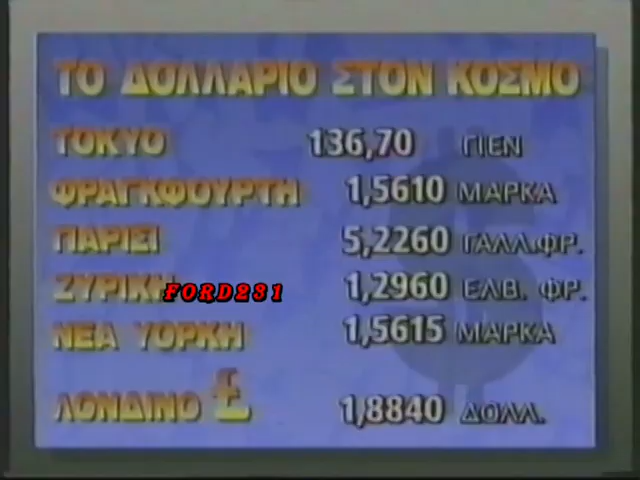 ΤΟ ΔΟΛΛΑΡΙΟ ΣΤΟΝ ΚΟΣΜΟ
ΤΟΚΥΟ 136,70 ΓΙΕΝ
ΦΡΑΓΚΦΟΥΡΤΗ 1,5610 ΜΑΡΚΑ
ΠΑΡΙΣΙ 5,2260 ΓΑΛΛ.ΦΡ.
ΖΥΡΙΚΗ FORD231 1,2960 ΕΛΒ. ΦΡ.
ΝΕΑ ΥΟΡΚΗ 1,5615 ΜΑΡΚΑ
ΛΟΝΔΙΝΟ £ 1,8840 ΔΟΛΛ.